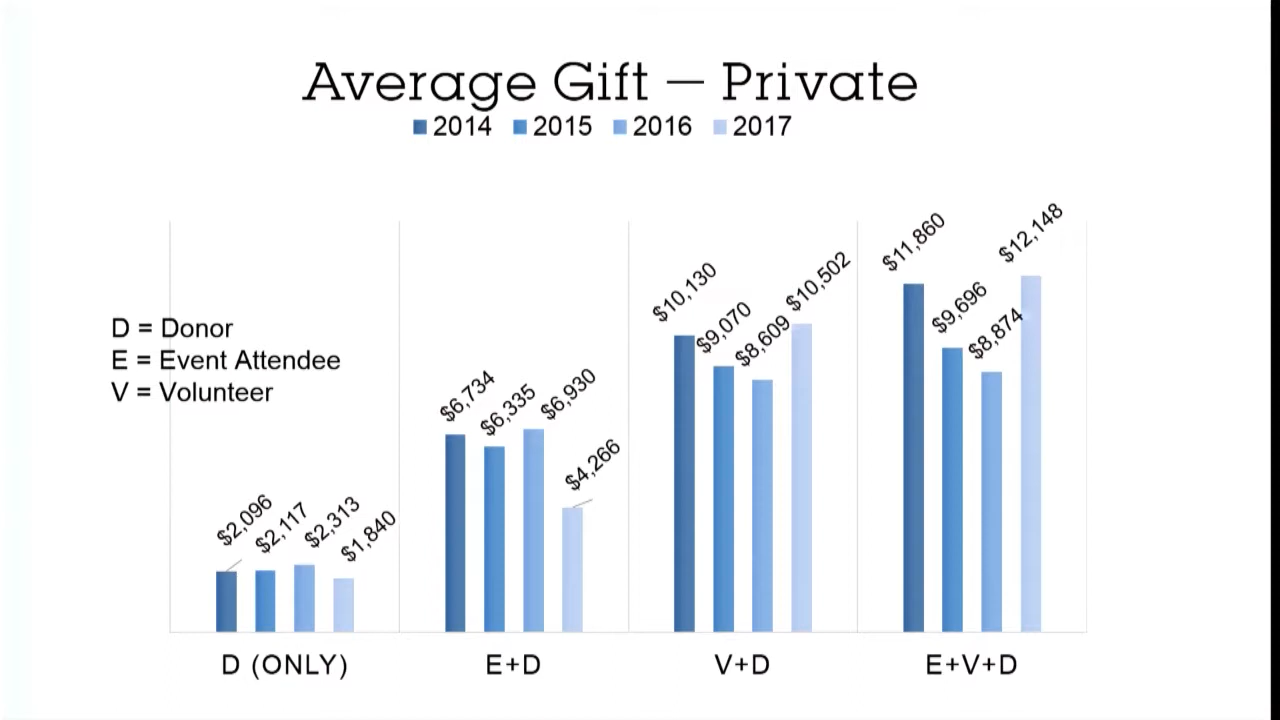 Average Gift – Private
2014 2015 2016 2017
D = Donor
E = Event Attendee
V = Volunteer
$2,096 $2,117 $2,313 $1,840
$6,734 $6,335 $6,930 $4,266
$10,130 $9,070 $8,609 $10,502
$11,860 $9,696 $8,874 $12,148
D (ONLY) E+D V+D E+V+D